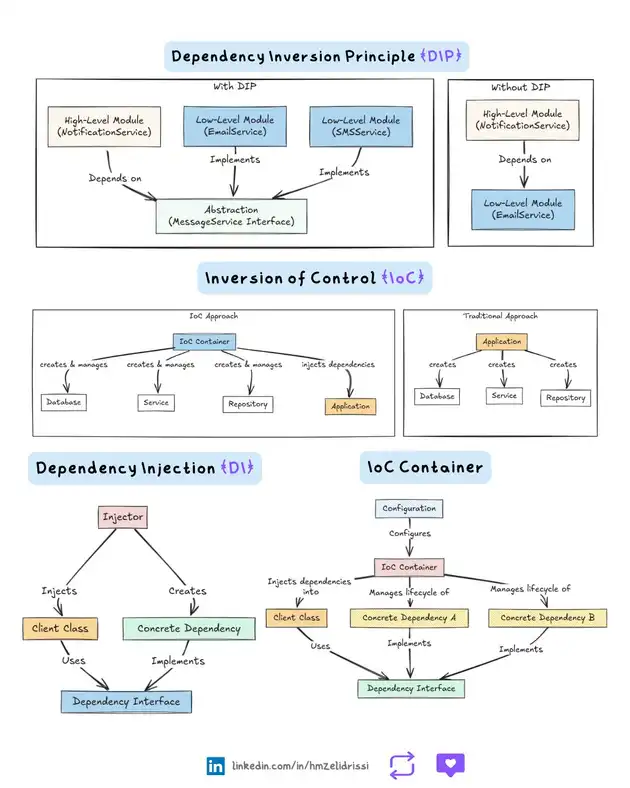 Dependency Inversion Principle {DIP}
With DIP
High-Level Module
(NotificationService)
Low-Level Module
(EmailService)
Low-Level Module
(SMSService)
Depends on
Implements
Implements
Abstraction
(MessageService Interface)
Without DIP
High-Level Module
(NotificationService)
Depends on
Low-Level Module
(EmailService)
Inversion of Control {IoC}
IoC Approach
IoC Container
creates & manages
creates & manages
creates & manages
injects dependencies
Database
Service
Repository
Application
Traditional Approach
Application
creates
creates
creates
Database
Service
Repository
Dependency Injection {DI}
Injector
Injects
Creates
Client Class
Concrete Dependency
Uses
Implements
Dependency Interface
IoC Container
Configuration
Configures
IoC Container
Injects dependencies
into
Manages lifecycle of
Manages lifecycle of
Client Class
Concrete Dependency A
Concrete Dependency B
Uses
Implements
Implements
Dependency Interface
in
linkedin.com/in/hmzelidrissi